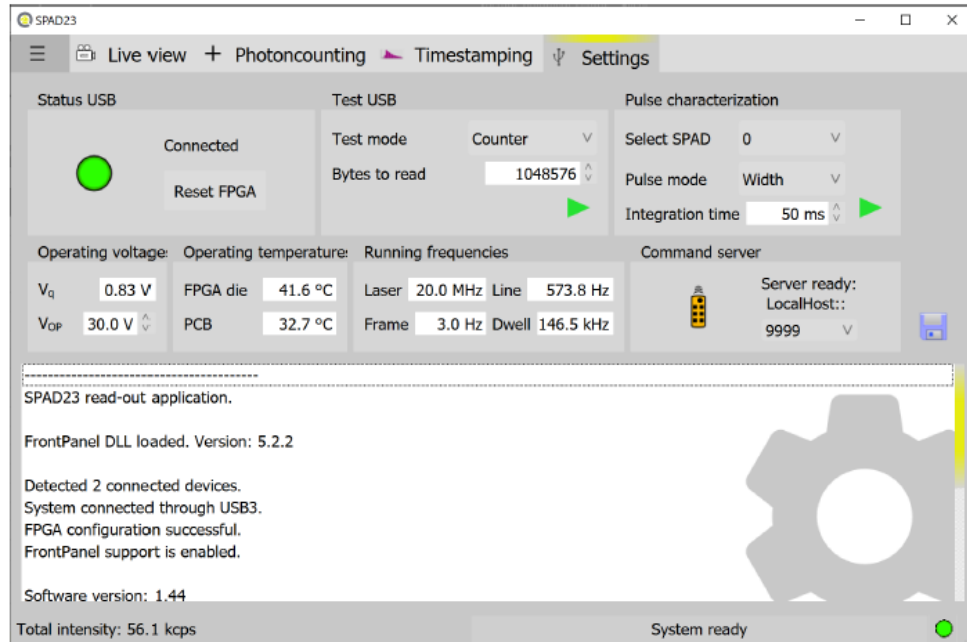 SPAD23
Live view + Photoncounting Timestamping Settings
Status USB
Connected
Reset FPGA
Test USB
Test mode Counter
Bytes to read 1048576
Pulse characterization
Select SPAD 0
Pulse mode Width
Integration time 50 ms
Operating voltage
Vq 0.83 V
VOP 30.0 V
Operating temperature
FPGA die 41.6 °C
PCB 32.7 °C
Running frequencies
Laser 20.0 MHz Line 573.8 Hz
Frame 3.0 Hz Dwell 146.5 kHz
Command server
Server ready:
LocalHost::
9999
----------------------------------------
SPAD23 read-out application.
FrontPanel DLL loaded. Version: 5.2.2
Detected 2 connected devices.
System connected through USB3.
FPGA configuration successful.
FrontPanel support is enabled.
Software version: 1.44
Total intensity: 56.1 kcps
System ready